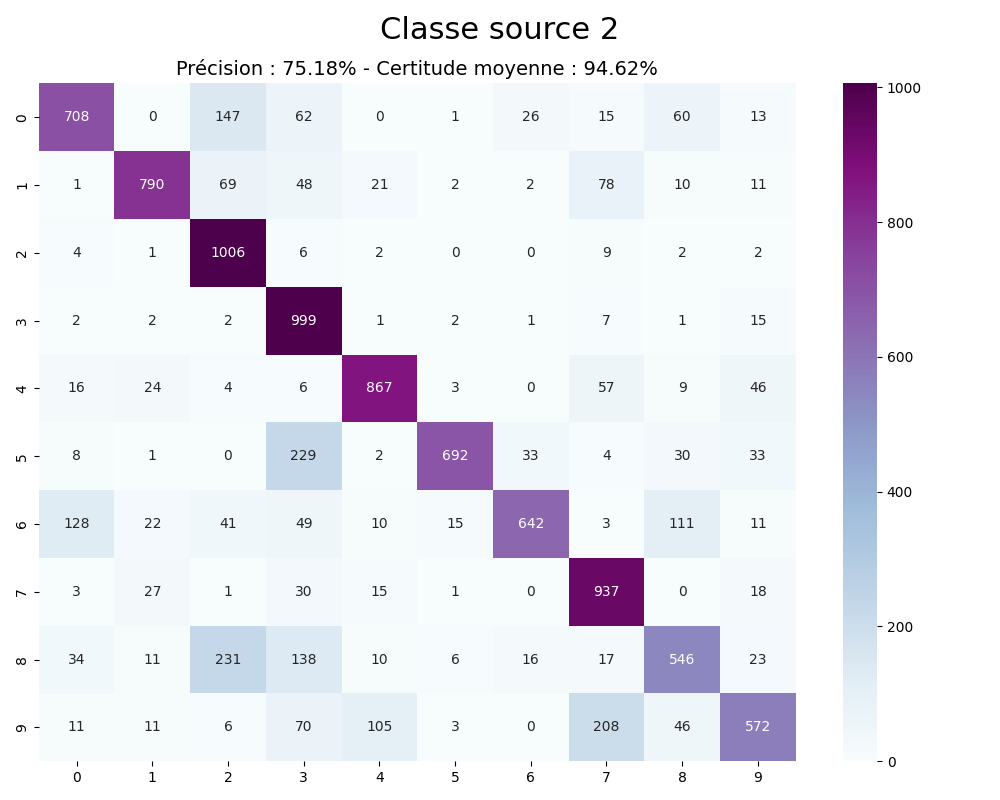 Classe source 2
Précision : 75.18% - Certitude moyenne : 94.62%
0 708 0 147 62 0 1 26 15 60 13
1 1 790 69 48 21 2 2 78 10 11
2 4 1 1006 6 2 0 0 9 2 2
3 2 2 2 999 1 2 1 7 1 15
4 16 24 4 6 867 3 0 57 9 46
5 8 1 0 229 2 692 33 4 30 33
6 128 22 41 49 10 15 642 3 111 11
7 3 27 1 30 15 1 0 937 0 18
8 34 11 231 138 10 6 16 17 546 23
9 11 11 6 70 105 3 0 208 46 572
0 1 2 3 4 5 6 7 8 9
1000
800
600
400
200
0